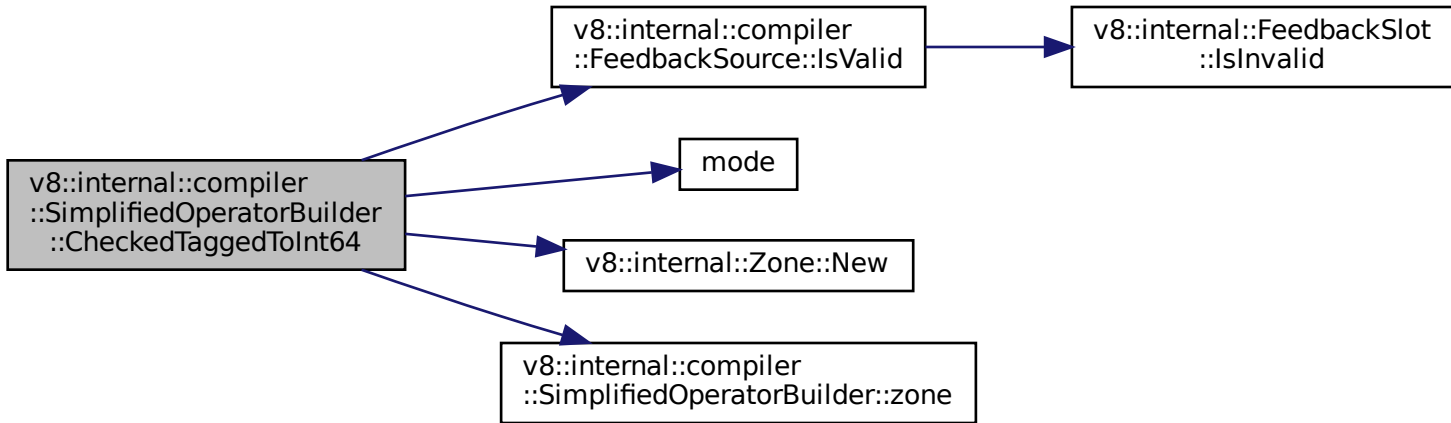 v8::internal::compiler
::SimplifiedOperatorBuilder
::CheckedTaggedToInt64
v8::internal::compiler
::FeedbackSource::IsValid
v8::internal::FeedbackSlot
::IsInvalid
mode
v8::internal::Zone::New
v8::internal::compiler
::SimplifiedOperatorBuilder::zone